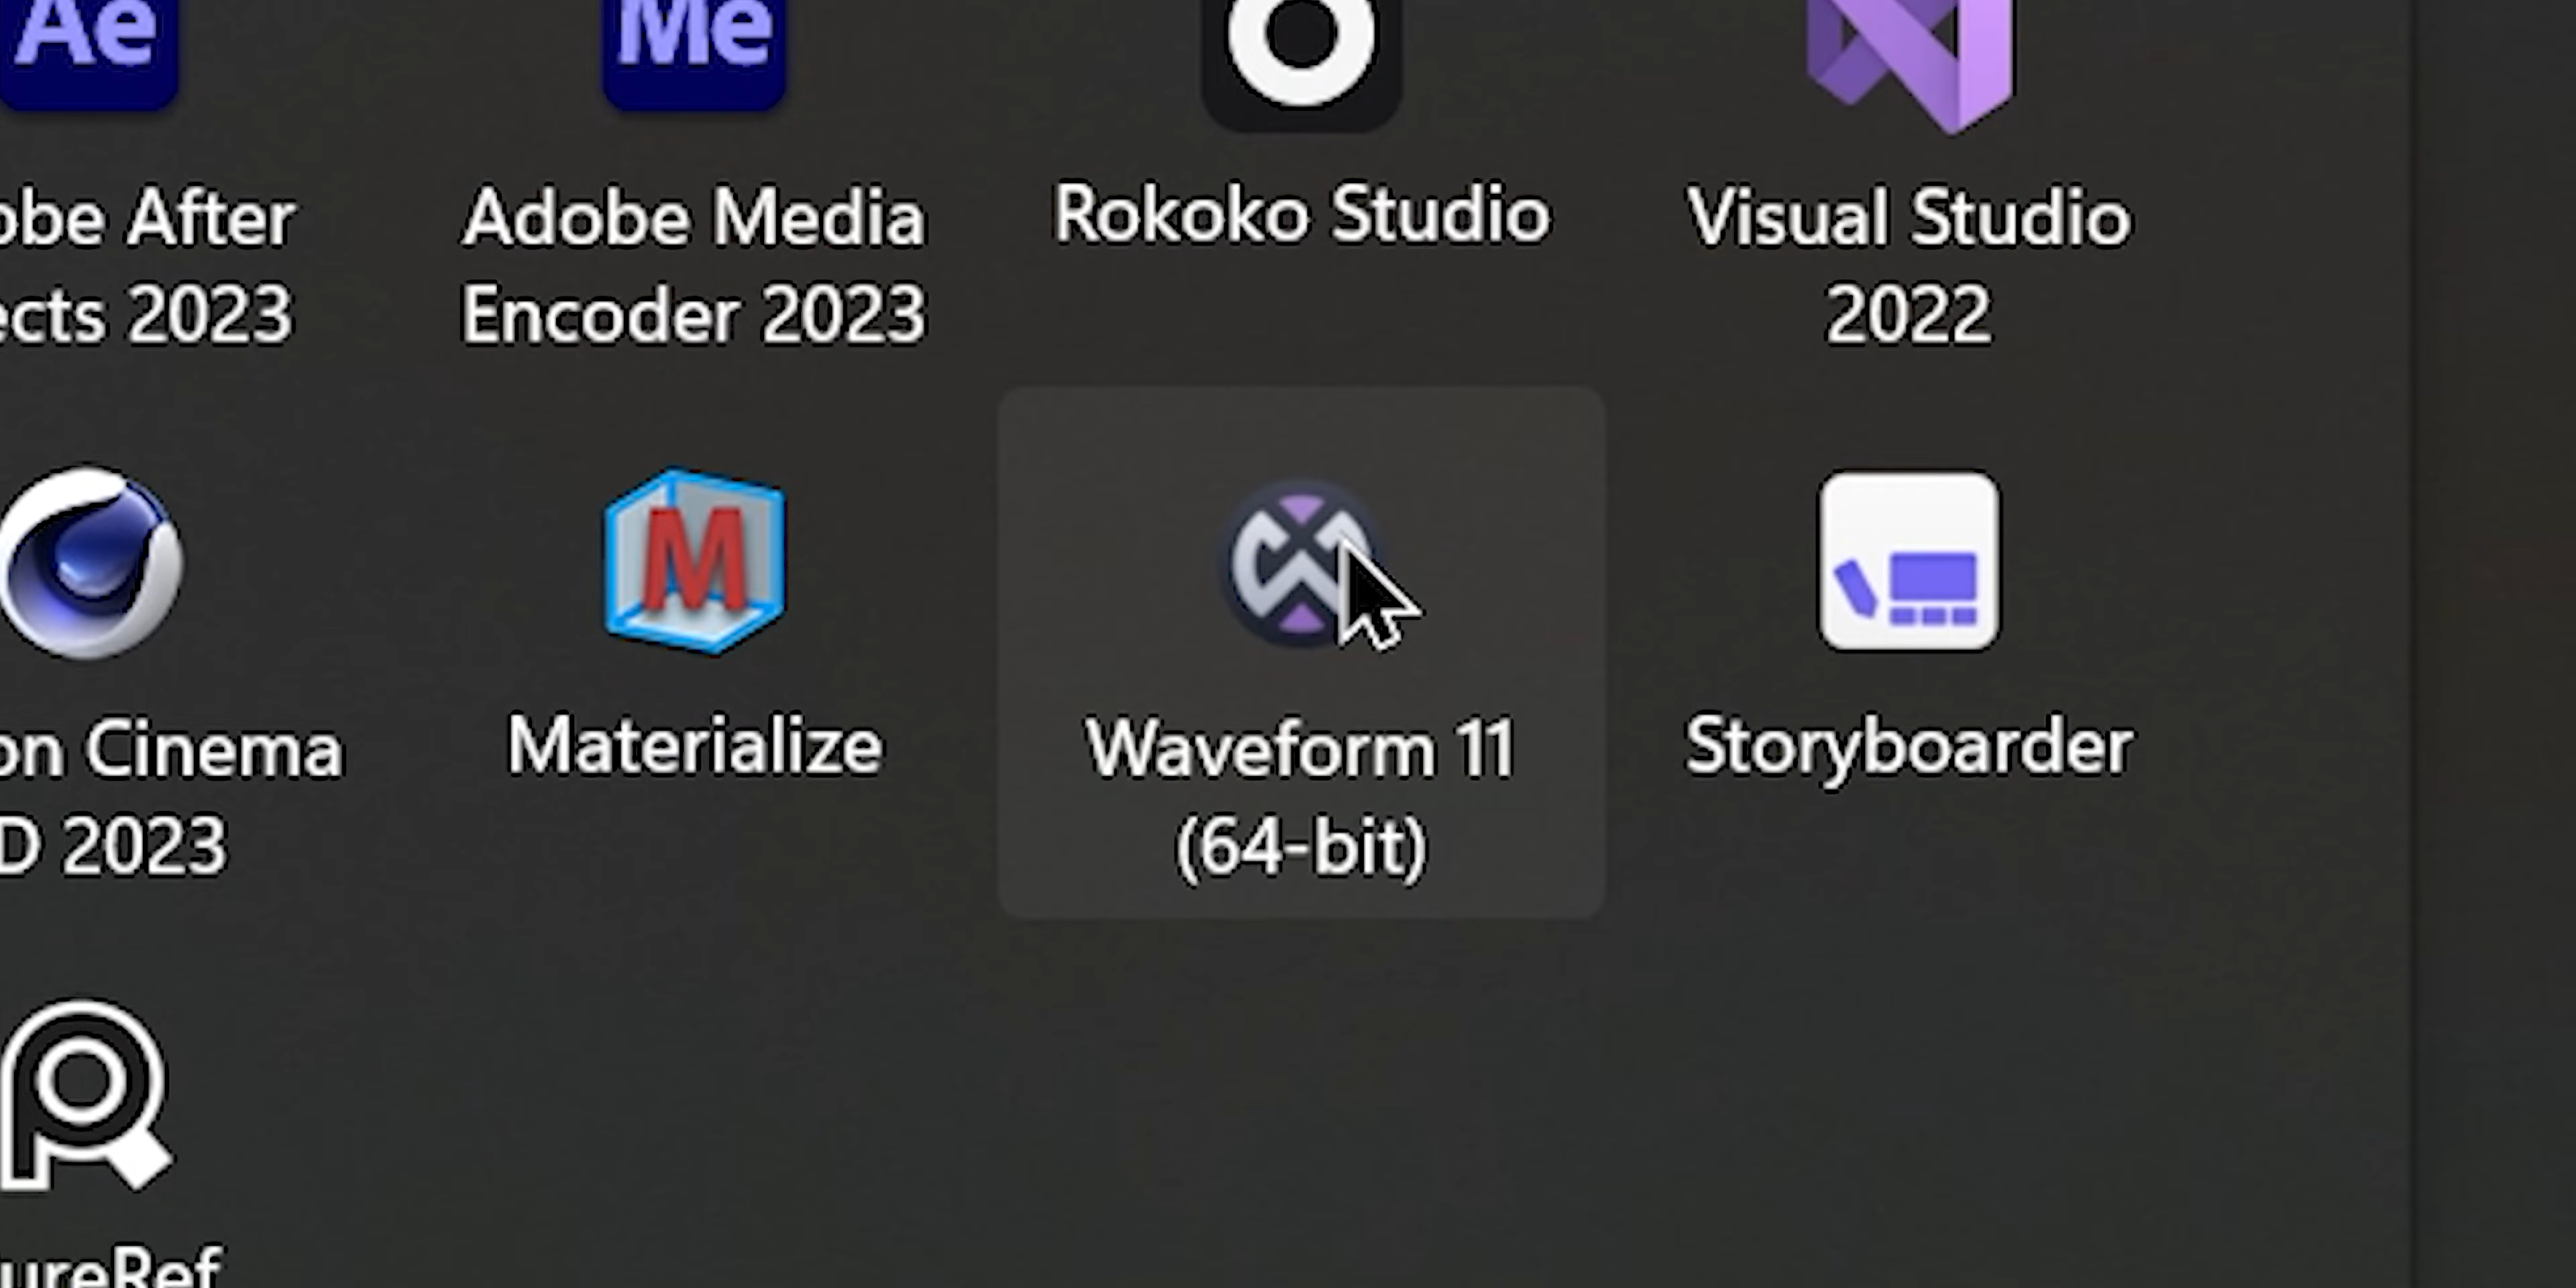 Ae
Me
obe After
ects 2023
Adobe Media
Encoder 2023
Rokoko Studio
Visual Studio
2022
on Cinema
D 2023
M
Materialize
Waveform 11
(64-bit)
Storyboarder
ureRef